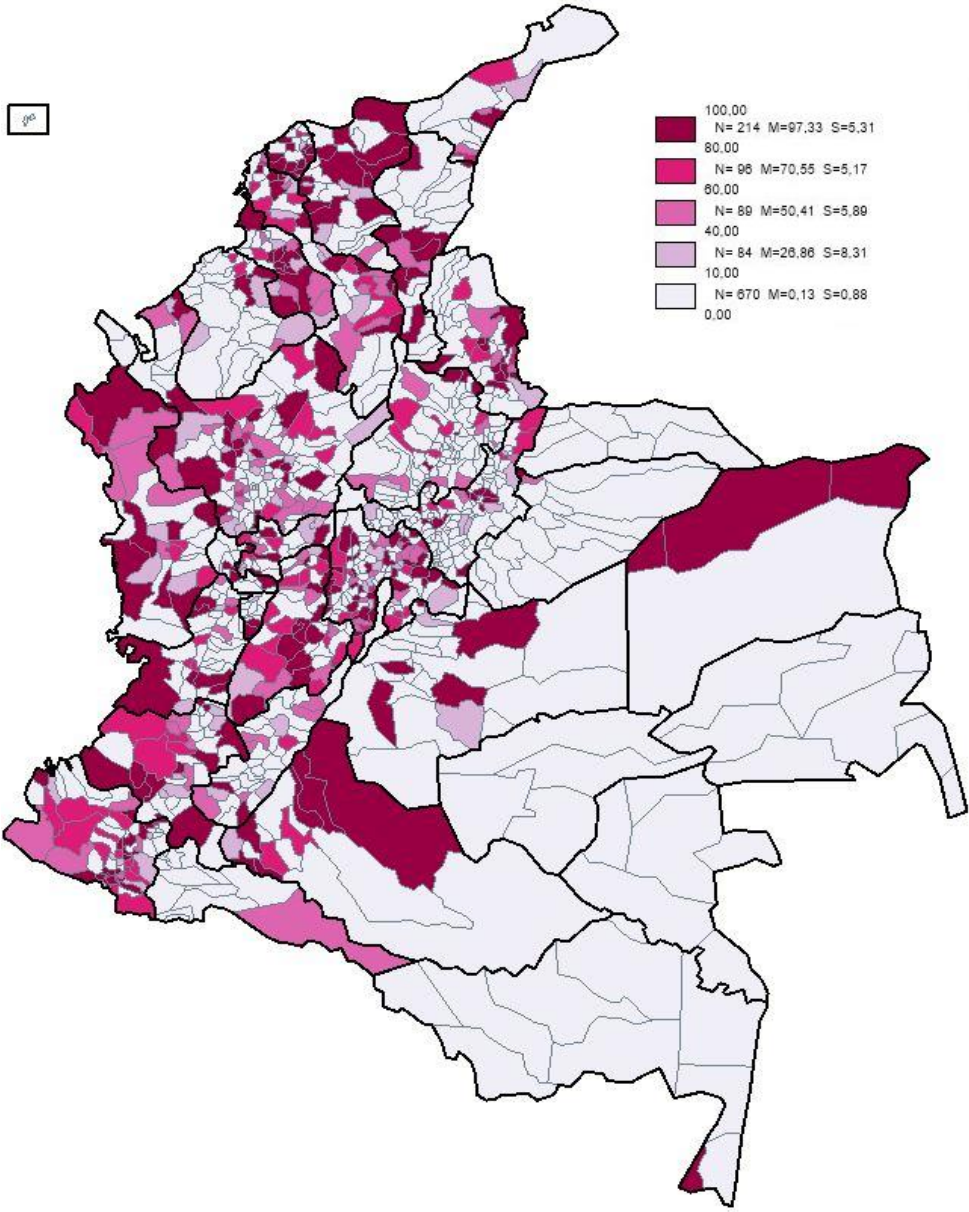 100,00
N= 214 M=97,33 S=5,31
80,00
N= 96 M=70,55 S=5,17
60,00
N= 89 M=50,41 S=5,89
40,00
N= 84 M=26,86 S=8,31
10,00
N= 670 M=0,13 S=0,88
0,00